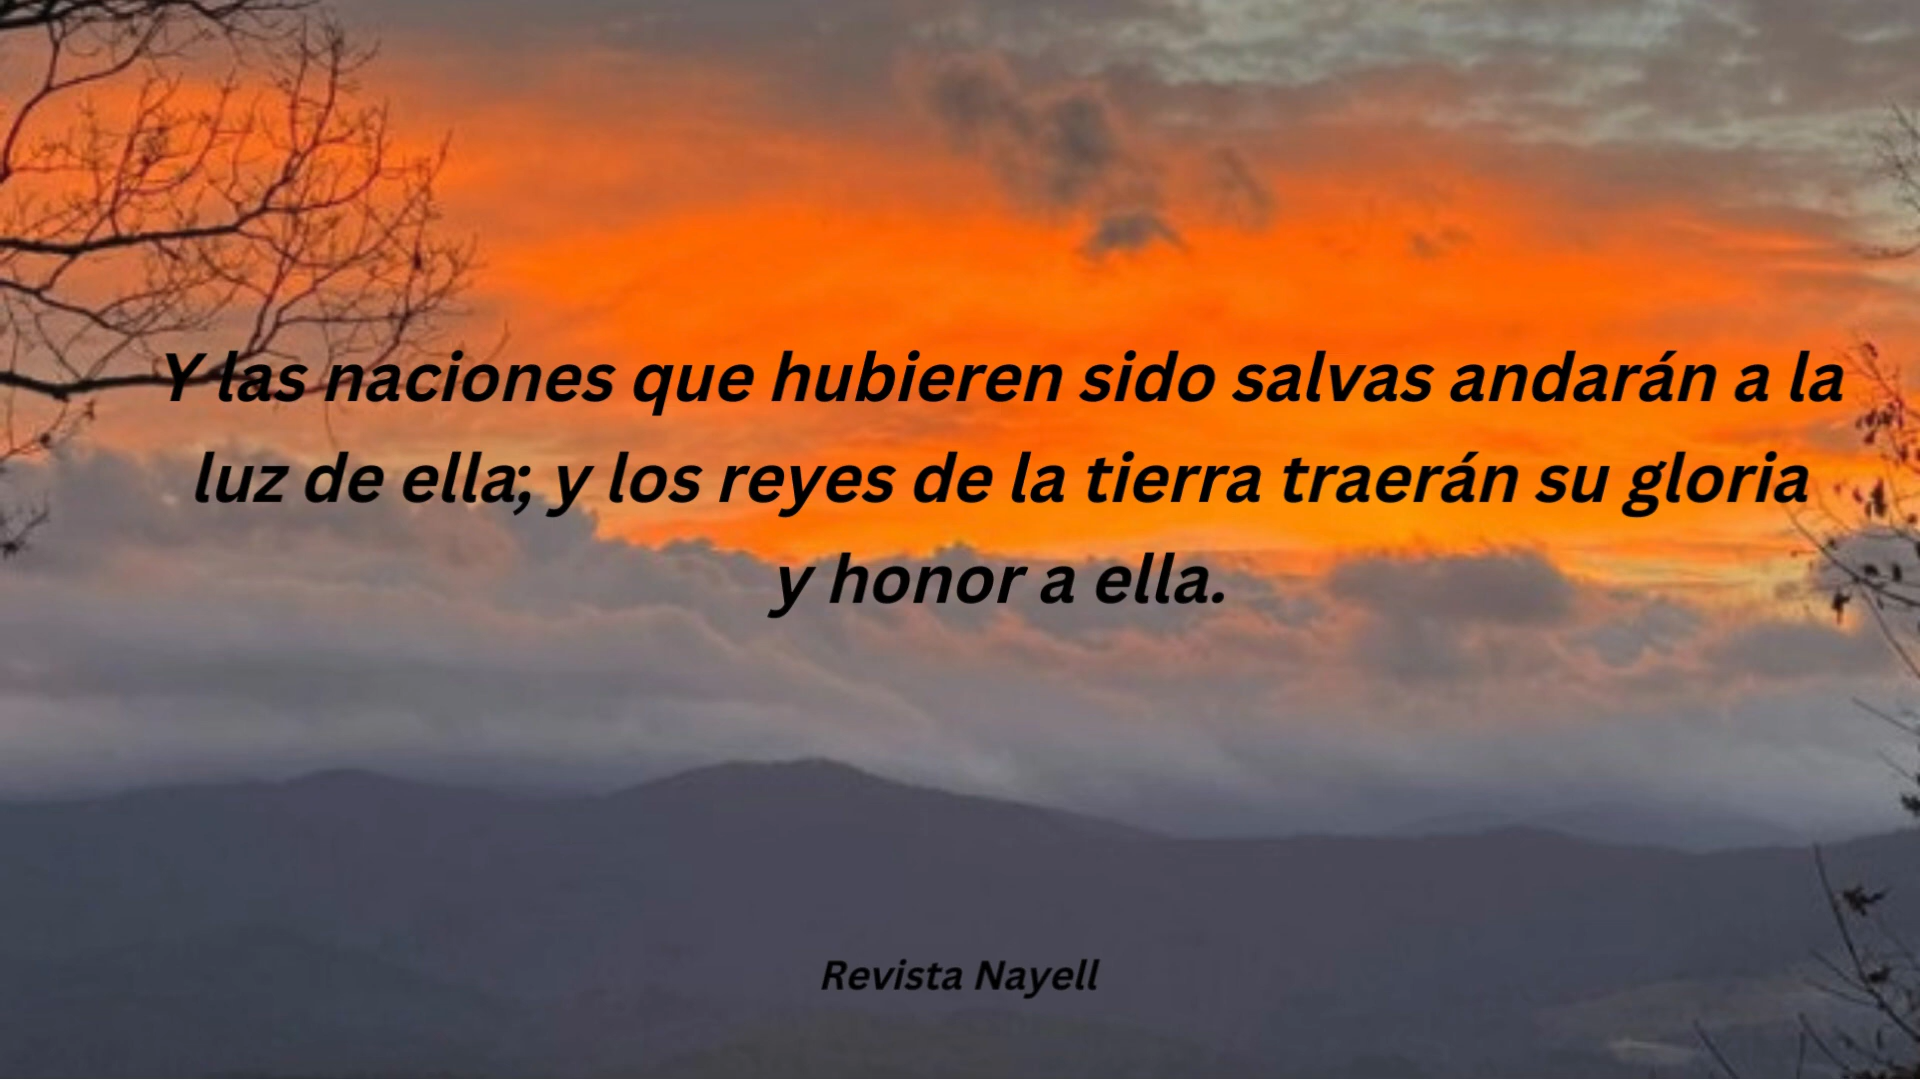 Y las naciones que hubieren sido salvas andarán a la
luz de ella; y los reyes de la tierra traerán su gloria
y honor a ella.
Revista Nayell